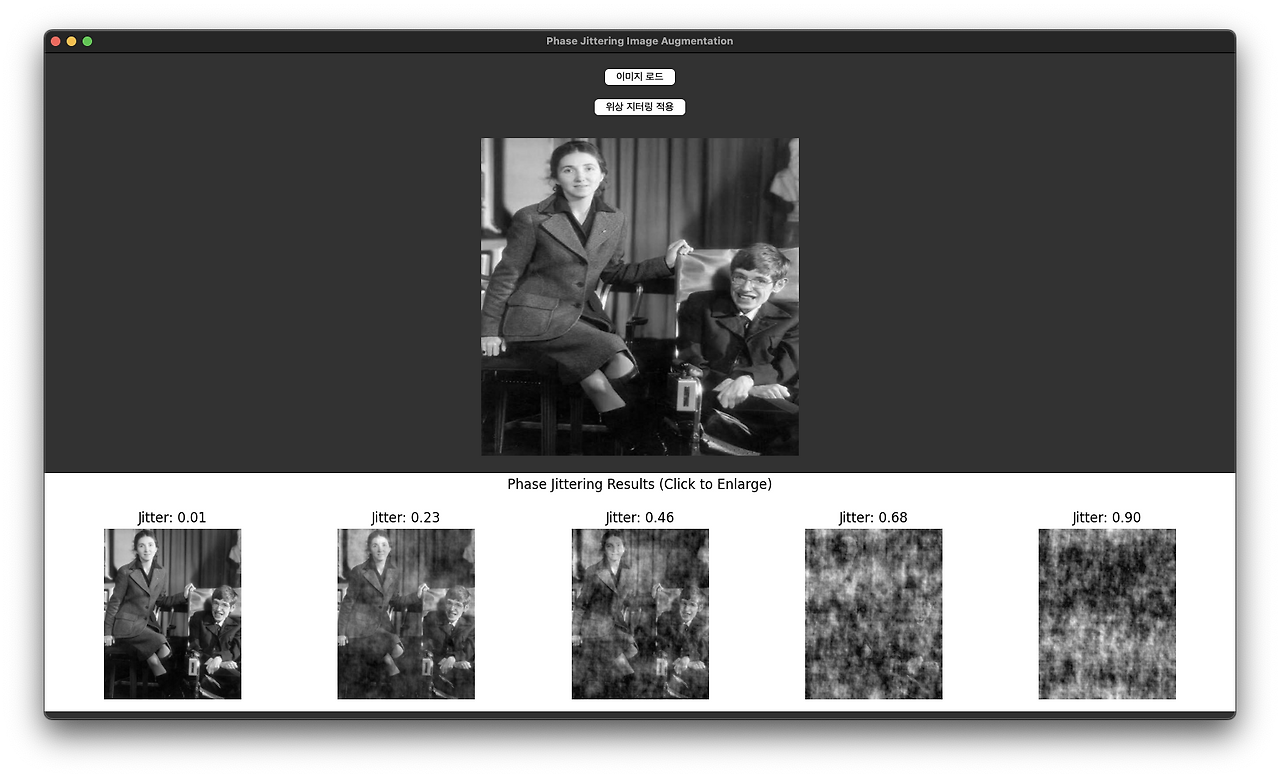 Phase Jittering Image Augmentation
이미지 로드
위상 지터링 적용
Phase Jittering Results (Click to Enlarge)
Jitter: 0.01
Jitter: 0.23
Jitter: 0.46
Jitter: 0.68
Jitter: 0.90